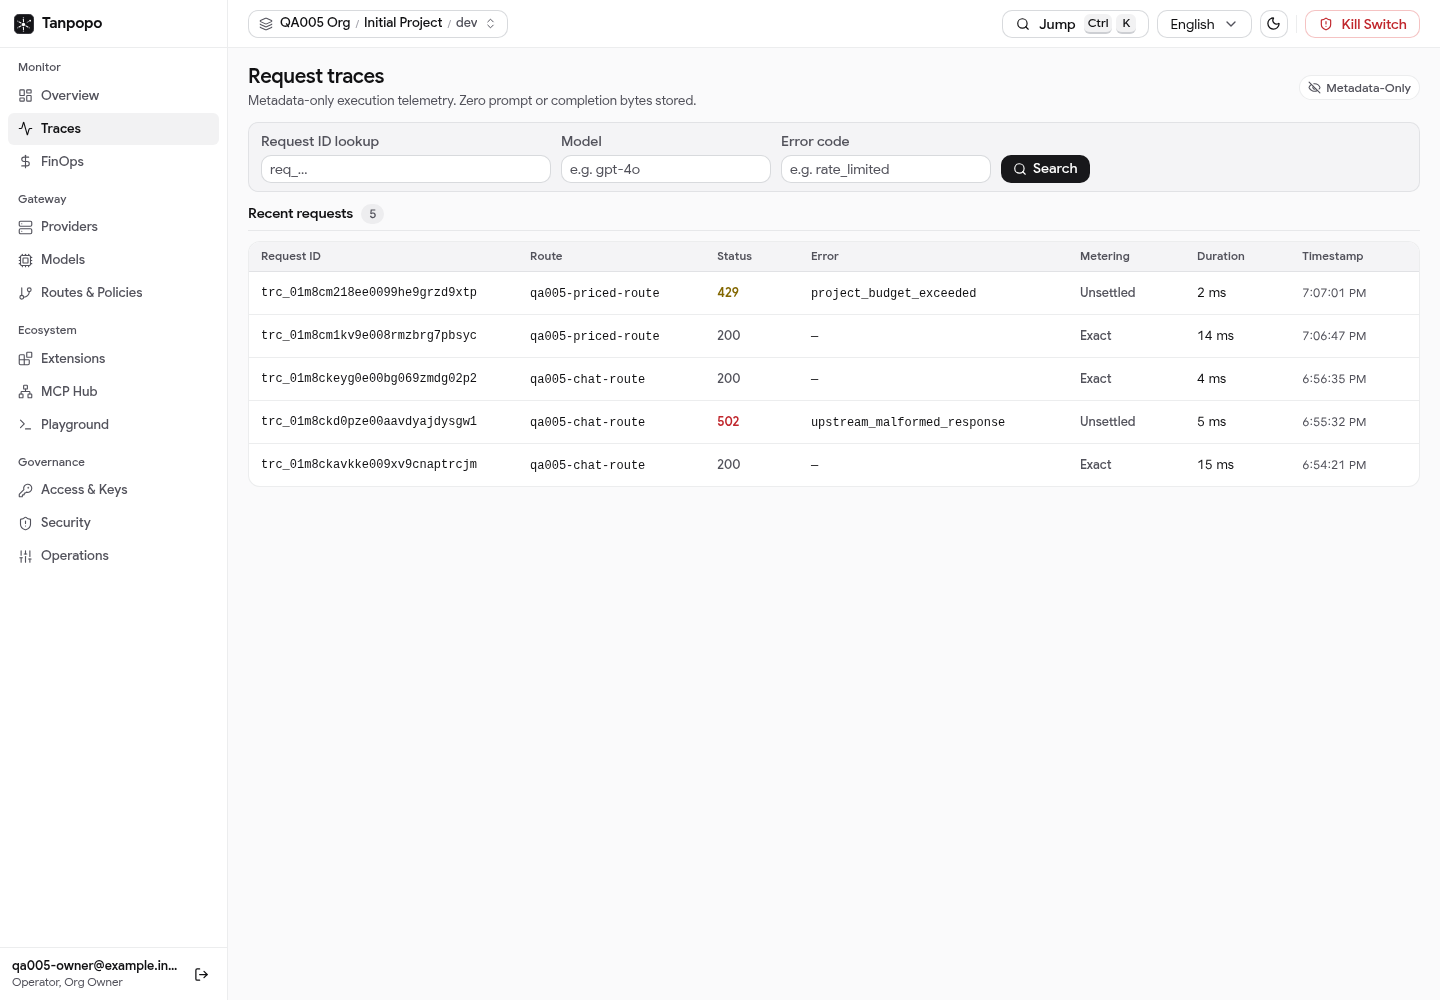 Tanpopo
QA005 Org / Initial Project / dev
Jump Ctrl K
English
Kill Switch
Monitor
Overview
Traces
FinOps
Gateway
Providers
Models
Routes & Policies
Ecosystem
Extensions
MCP Hub
Playground
Governance
Access & Keys
Security
Operations
qa005-owner@example.in...
Operator, Org Owner
Request traces
Metadata-only execution telemetry. Zero prompt or completion bytes stored.
Metadata-Only
Request ID lookup Model Error code
req_... e.g. gpt-4o e.g. rate_limited Search
Recent requests 5
Request ID Route Status Error Metering Duration Timestamp
trc_01m8cm218ee0099he9grzd9xtp qa005-priced-route 429 project_budget_exceeded Unsettled 2 ms 7:07:01 PM
trc_01m8cm1kv9e008rmzbrg7pbsyc qa005-priced-route 200 — Exact 14 ms 7:06:47 PM
trc_01m8ckeyg0e00bg069zmdg02p2 qa005-chat-route 200 — Exact 4 ms 6:56:35 PM
trc_01m8ckd0pze00aavdyajdysgw1 qa005-chat-route 502 upstream_malformed_response Unsettled 5 ms 6:55:32 PM
trc_01m8ckavkke009xv9cnaptrcjm qa005-chat-route 200 — Exact 15 ms 6:54:21 PM